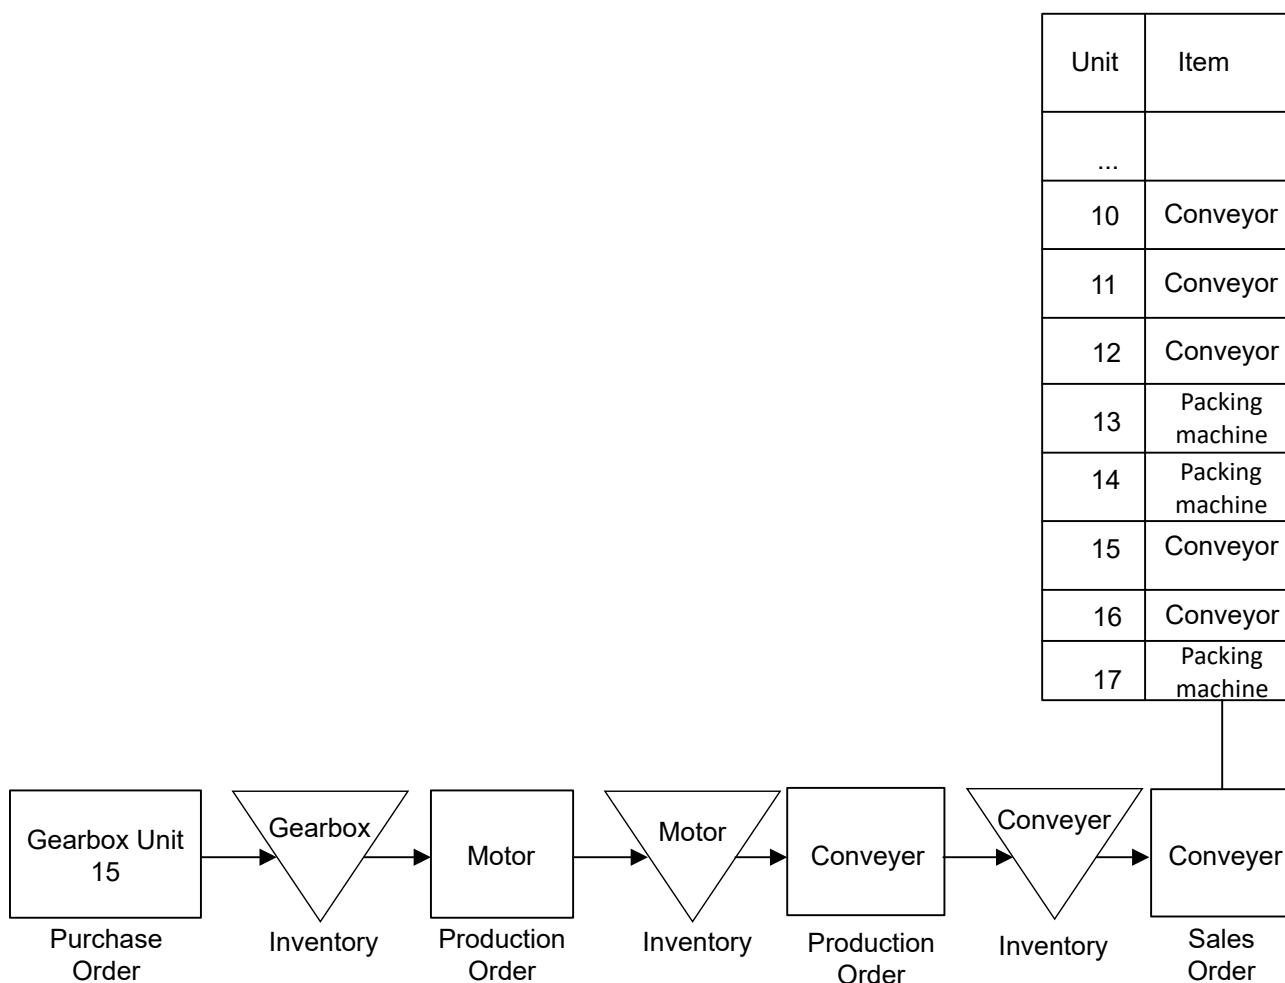 Unit Item
...
10 Conveyor
11 Conveyor
12 Conveyor
13 Packing
machine
14 Packing
machine
15 Conveyor
16 Conveyor
17 Packing
machine
Gearbox Unit
15
Gearbox
Motor
Motor
Conveyer
Conveyer
Conveyer
Purchase
Order
Inventory
Production
Order
Inventory
Production
Order
Inventory
Sales
Order